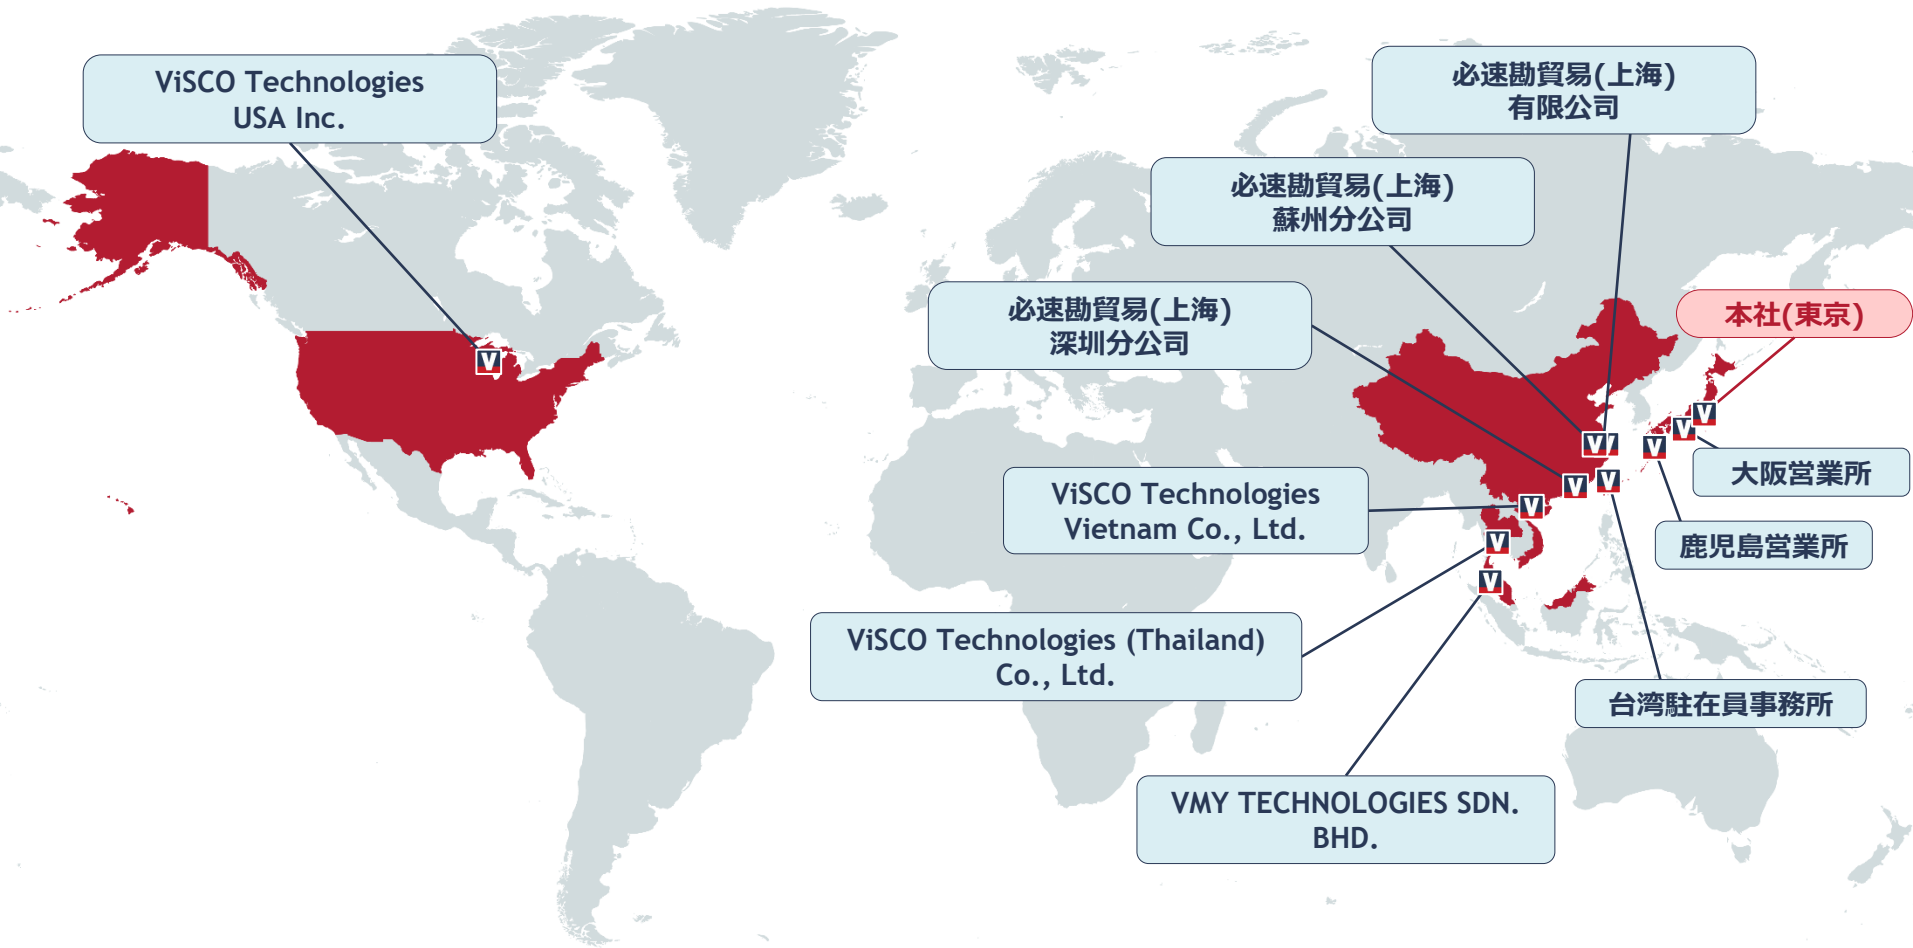 ViSCO Technologies
USA Inc.
必速勘貿易(上海)
有限公司
必速勘貿易(上海)
蘇州分公司
必速勘貿易(上海)
深圳分公司
本社(東京)
大阪営業所
ViSCO Technologies
Vietnam Co., Ltd.
鹿児島営業所
ViSCO Technologies (Thailand)
Co., Ltd.
台湾駐在員事務所
VMY TECHNOLOGIES SDN.
BHD.
V
V
V
V
V
V
V
V
V
V
V